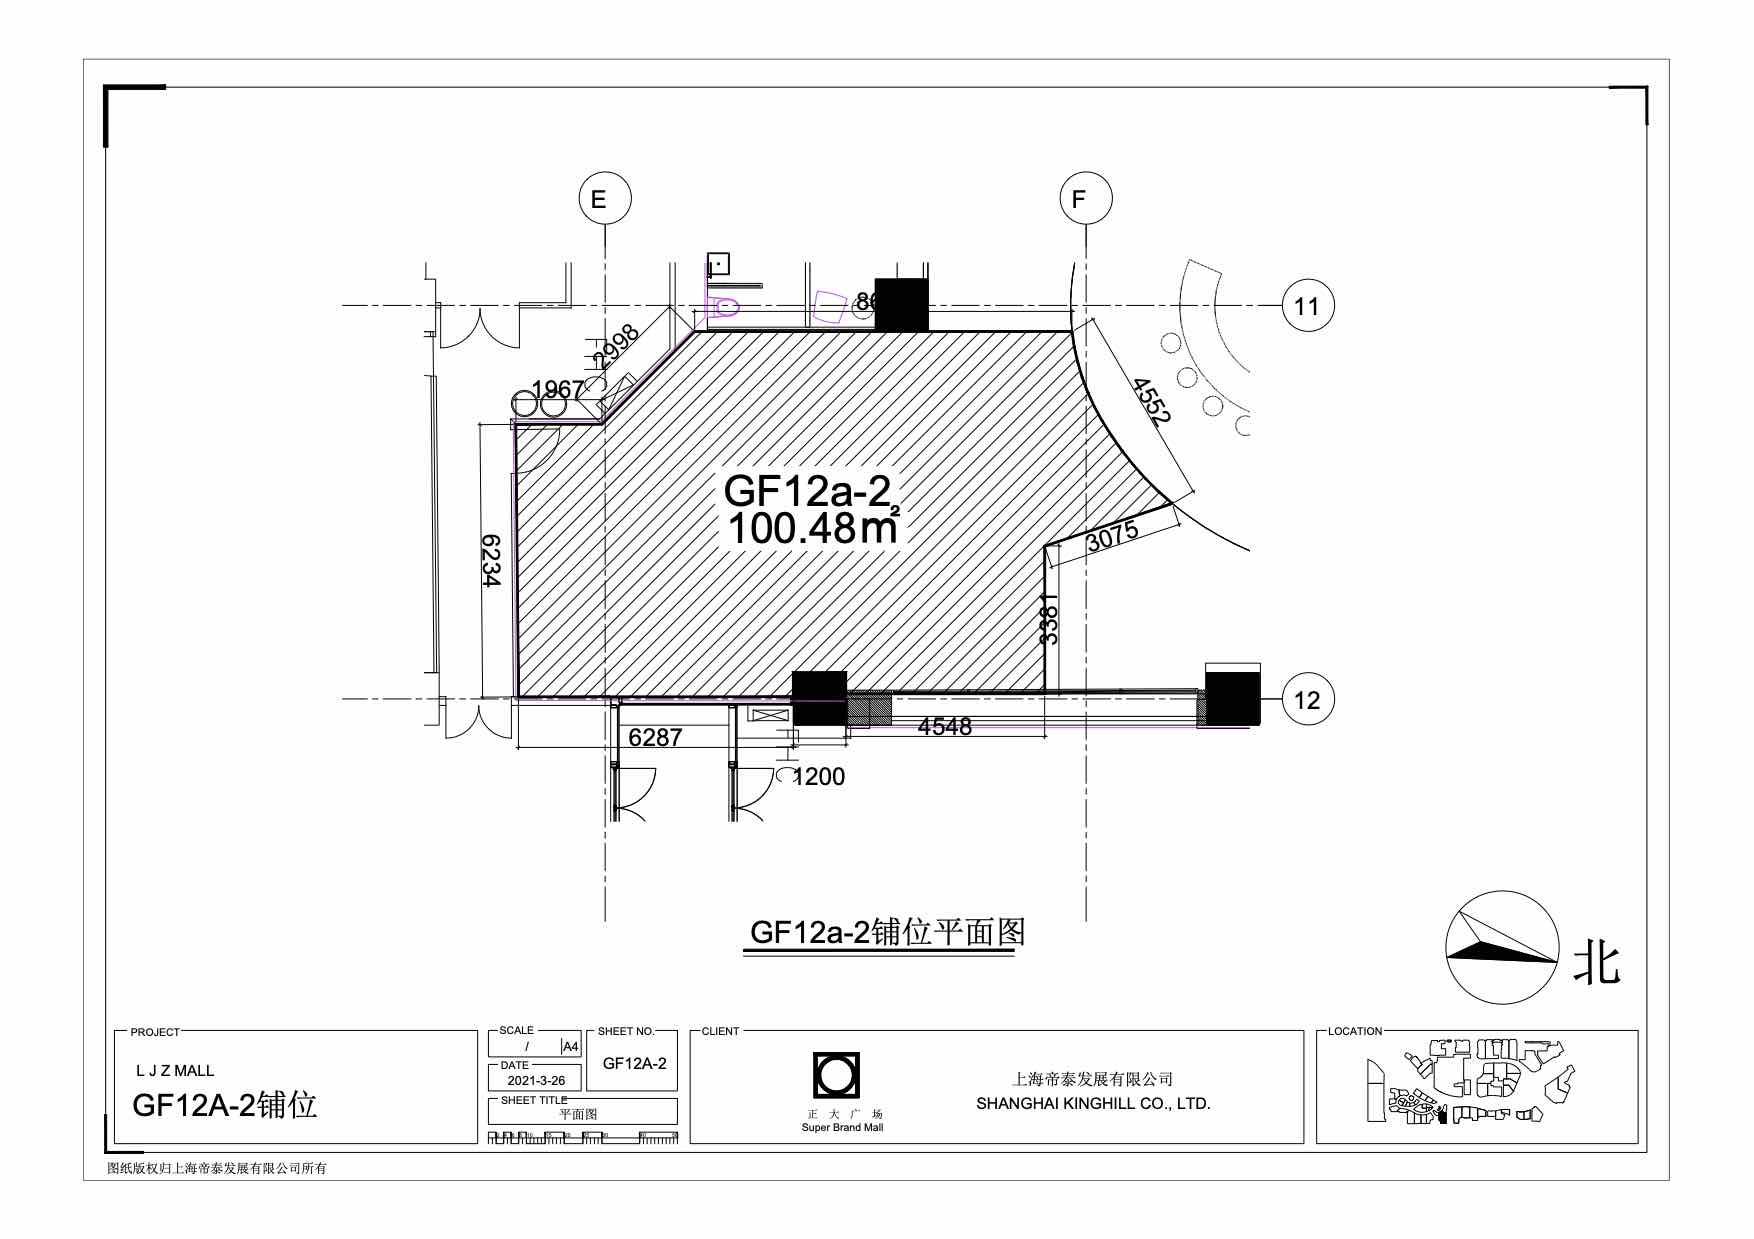 E
F
11
2998
1967
4552
GF12a-2
100.48m²
3075
6234
3381
12
4548
6287
1200
GF12a-2铺位平面图
北
PROJECT
L J Z MALL
GF12A-2铺位
SCALE
/
A4
DATE
2021-3-26
SHEET NO.
GF12A-2
SHEET TITLE
平面图
CLIENT
正大广场
Super Brand Mall
上海帝泰发展有限公司
SHANGHAI KINGHILL CO., LTD.
LOCATION
图纸版权归上海帝泰发展有限公司所有